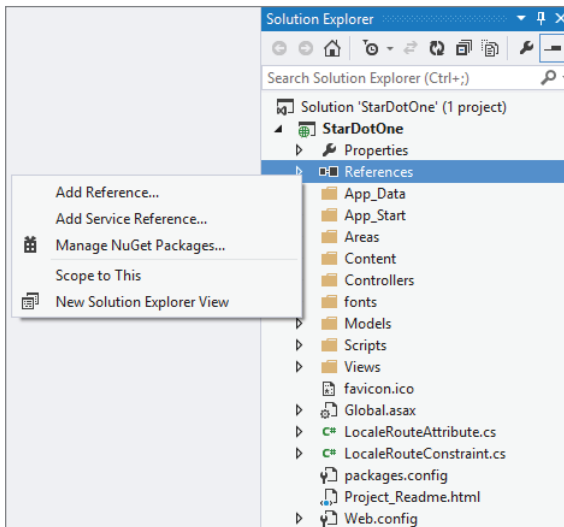 Solution Explorer
Search Solution Explorer (Ctrl+;)
Solution 'StarDotOne' (1 project)
StarDotOne
Properties
References
Add Reference...
Add Service Reference...
Manage NuGet Packages...
Scope to This
New Solution Explorer View
App_Data
App_Start
Areas
Content
Controllers
fonts
Models
Scripts
Views
favicon.ico
Global.asax
C# LocaleRouteAttribute.cs
C# LocaleRouteConstraint.cs
packages.config
Project_Readme.html
Web.config